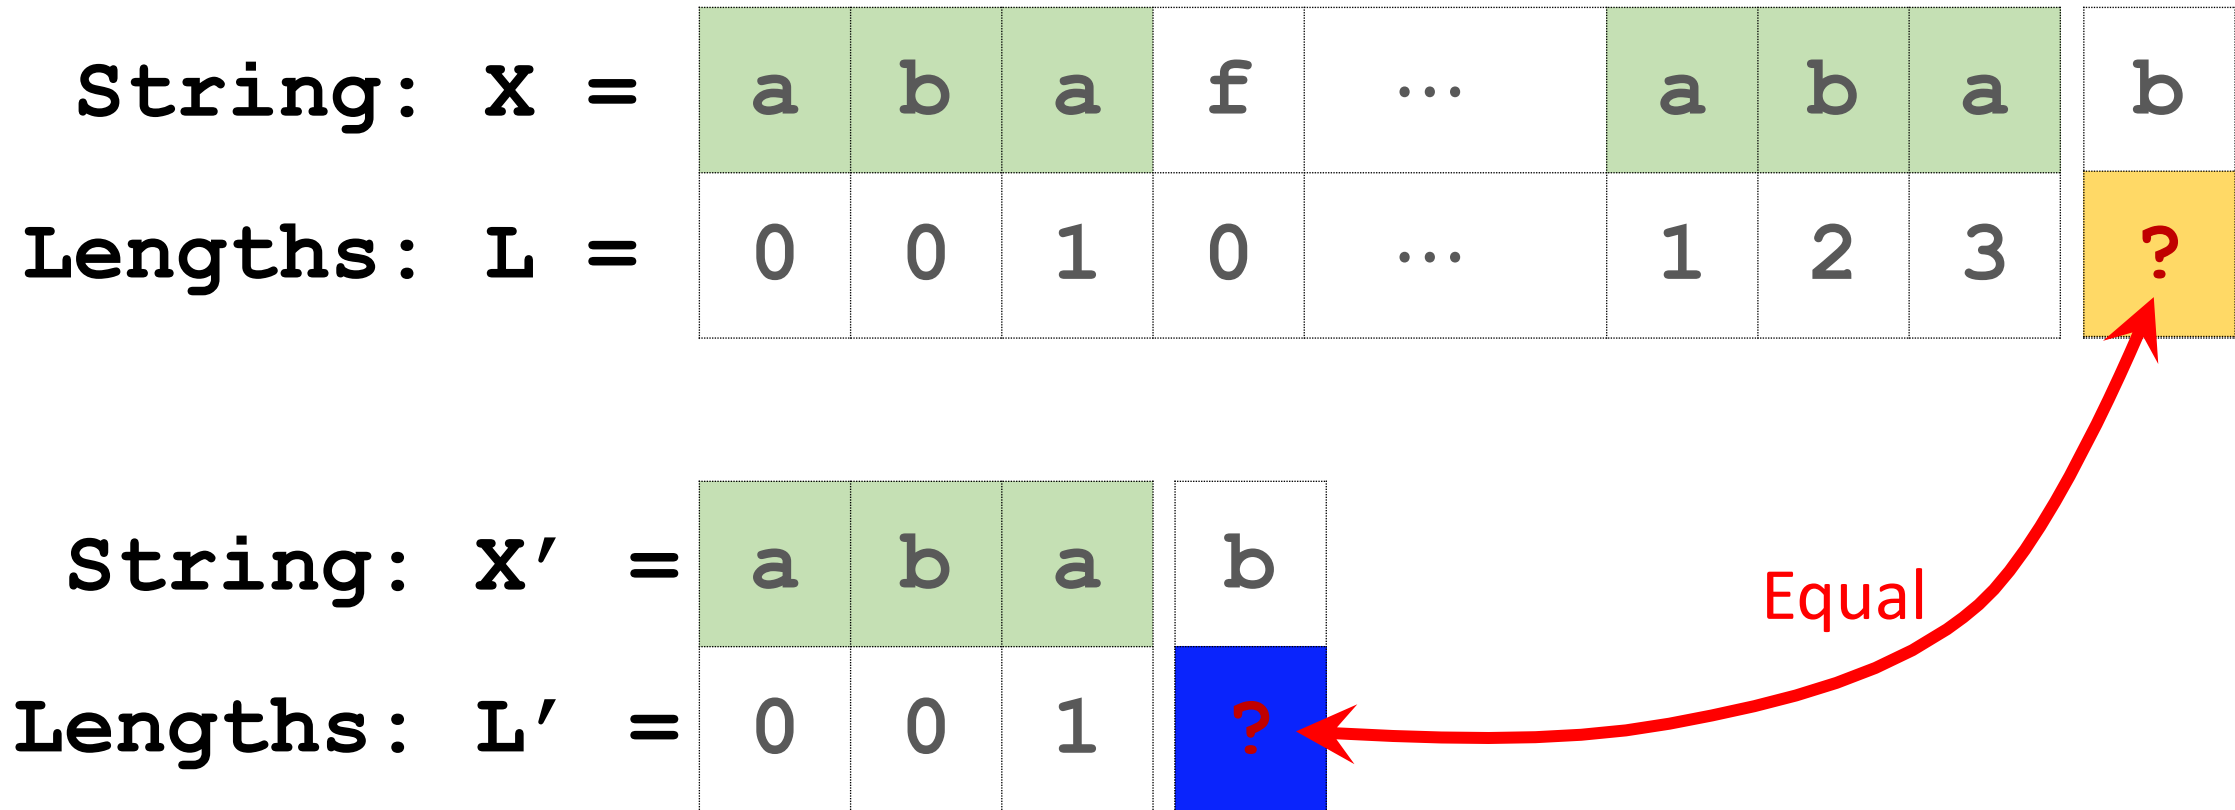 String: X = a b a f ... a b a b
Lengths: L = 0 0 1 0 ... 1 2 3 ?
String: X′ = a b a b
Equal
Lengths: L′ = 0 0 1 ?